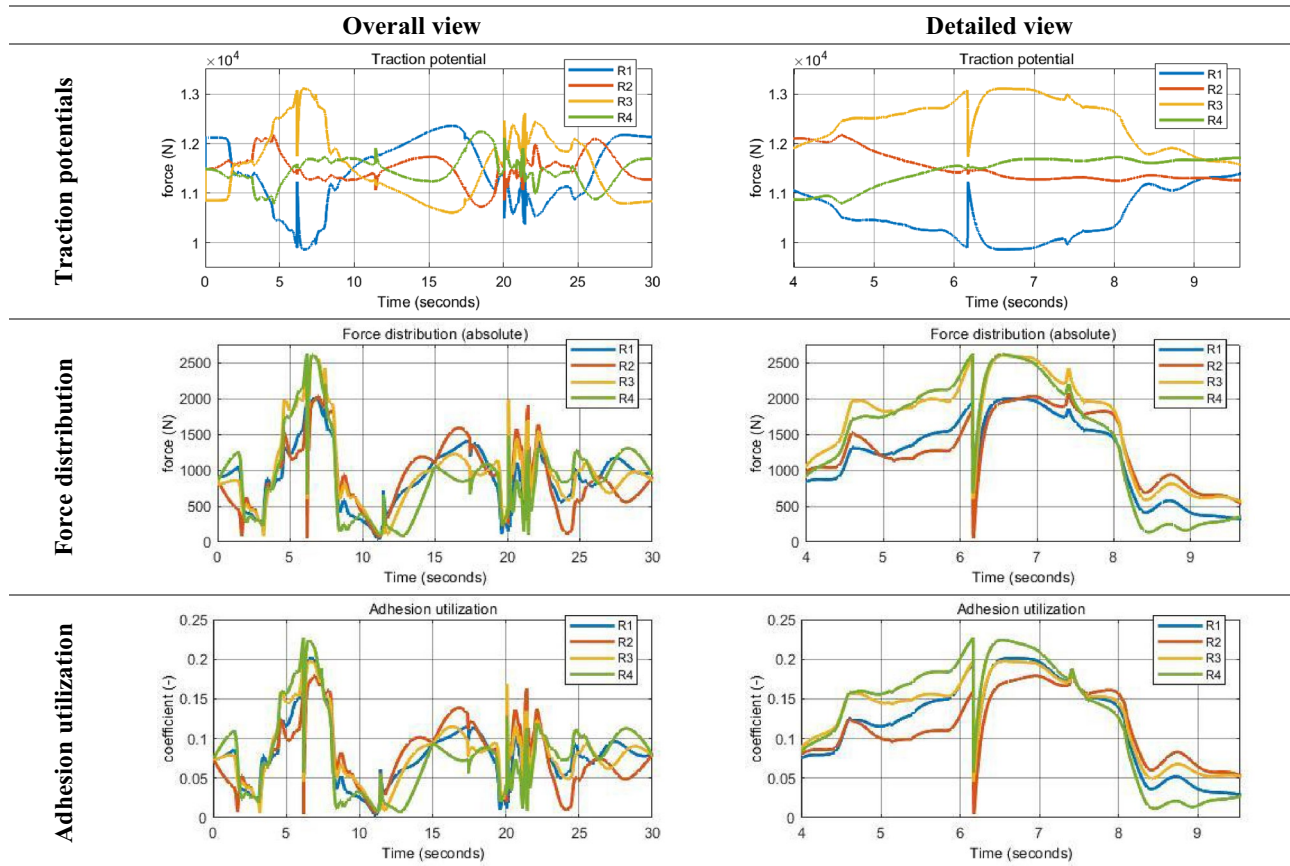 Overall view
Detailed view
Traction potentials
×10⁴
Traction potential
R1
R2
R3
R4
1.3
1.2
1.1
1
force (N)
0 5 10 15 20 25 30
Time (seconds)
×10⁴
Traction potential
R1
R2
R3
R4
1.3
1.2
1.1
1
force (N)
4 5 6 7 8 9
Time (seconds)
Force distribution
Force distribution (absolute)
R1
R2
R3
R4
2500
2000
1500
1000
500
0
force (N)
0 5 10 15 20 25 30
Time (seconds)
Force distribution (absolute)
R1
R2
R3
R4
2500
2000
1500
1000
500
0
force (N)
4 5 6 7 8 9
Time (seconds)
Adhesion utilization
Adhesion utilization
R1
R2
R3
R4
0.25
0.2
0.15
0.1
0.05
0
coefficient (-)
0 5 10 15 20 25 30
Time (seconds)
Adhesion utilization
R1
R2
R3
R4
0.25
0.2
0.15
0.1
0.05
0
coefficient (-)
4 5 6 7 8 9
Time (seconds)